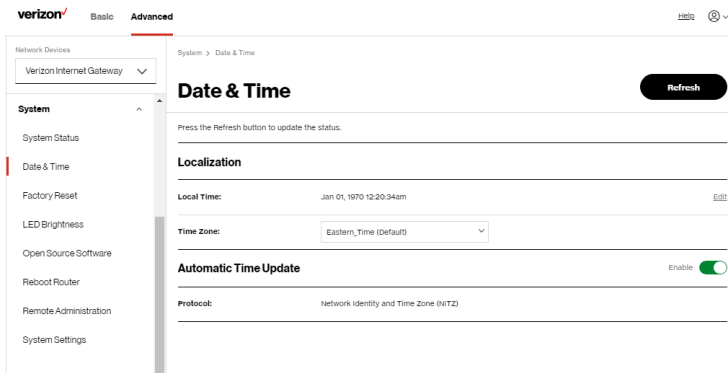 verizon
Basic
Advanced
Help
Network Devices
Verizon Internet Gateway
System
System Status
Date & Time
Factory Reset
LED Brightness
Open Source Software
Reboot Router
Remote Administration
System Settings
System > Date & Time
Date & Time
Refresh
Press the Refresh button to update the status.
Localization
Local Time:
Jan 01, 1970 12:20:34am
Edit
Time Zone:
Eastern_Time (Default)
Automatic Time Update
Enable
Protocol:
Network Identity and Time Zone (NITZ)